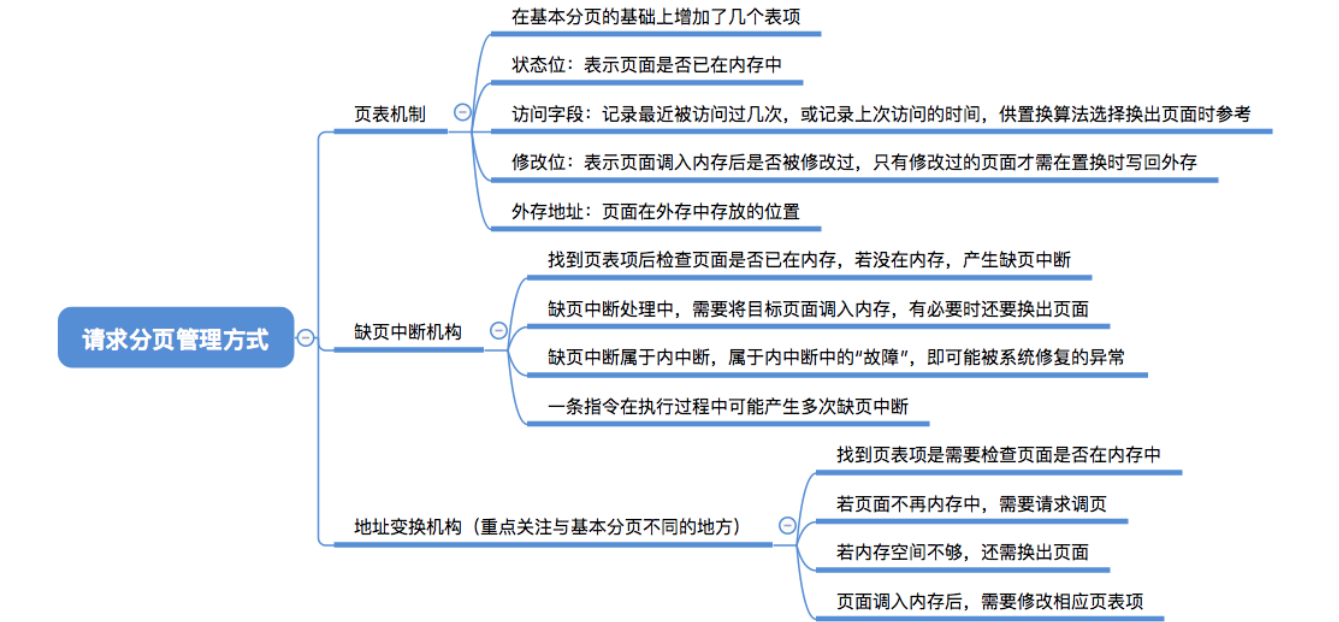 在基本分页的基础上增加了几个表项
状态位：表示页面是否已在内存中
页表机制
访问字段：记录最近被访问过几次，或记录上次访问的时间，供置换算法选择换出页面时参考
修改位：表示页面调入内存后是否被修改过，只有修改过的页面才需在置换时写回外存
外存地址：页面在外存中存放的位置
请求分页管理方式
缺页中断机构
找到页表项后检查页面是否已在内存，若没在内存，产生缺页中断
缺页中断处理中，需要将目标页面调入内存，有必要时还要换出页面
缺页中断属于内中断，属于内中断中的“故障”，即可能被系统修复的异常
一条指令在执行过程中可能产生多次缺页中断
地址变换机构（重点关注与基本分页不同的地方）
找到页表项是需要检查页面是否在内存中
若页面不再内存中，需要请求调页
若内存空间不够，还需换出页面
页面调入内存后，需要修改相应页表项